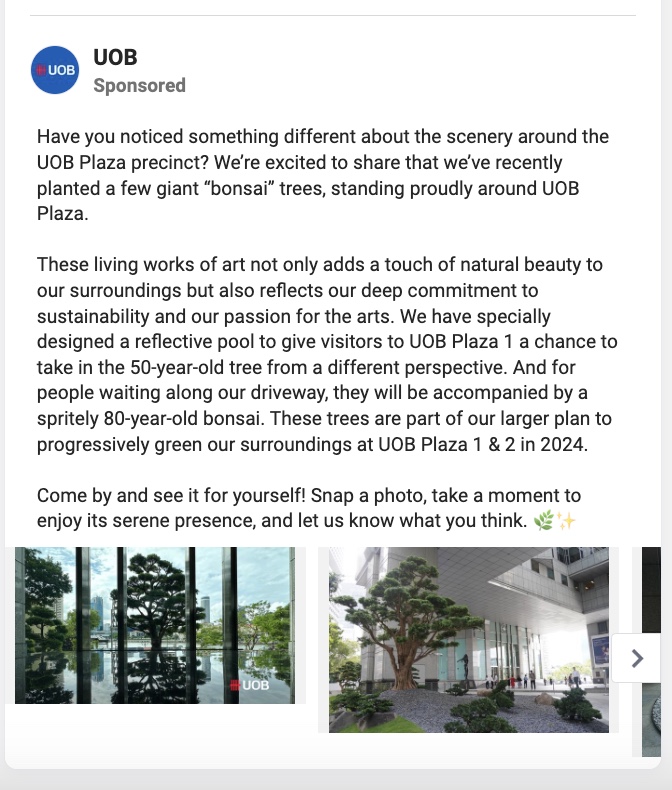 UOB
UOB
Sponsored
Have you noticed something different about the scenery around the
UOB Plaza precinct? We’re excited to share that we’ve recently
planted a few giant “bonsai” trees, standing proudly around UOB
Plaza.
These living works of art not only adds a touch of natural beauty to
our surroundings but also reflects our deep commitment to
sustainability and our passion for the arts. We have specially
designed a reflective pool to give visitors to UOB Plaza 1 a chance to
take in the 50-year-old tree from a different perspective. And for
people waiting along our driveway, they will be accompanied by a
spritely 80-year-old bonsai. These trees are part of our larger plan to
progressively green our surroundings at UOB Plaza 1 & 2 in 2024.
Come by and see it for yourself! Snap a photo, take a moment to
enjoy its serene presence, and let us know what you think. 🌿✨
UOB